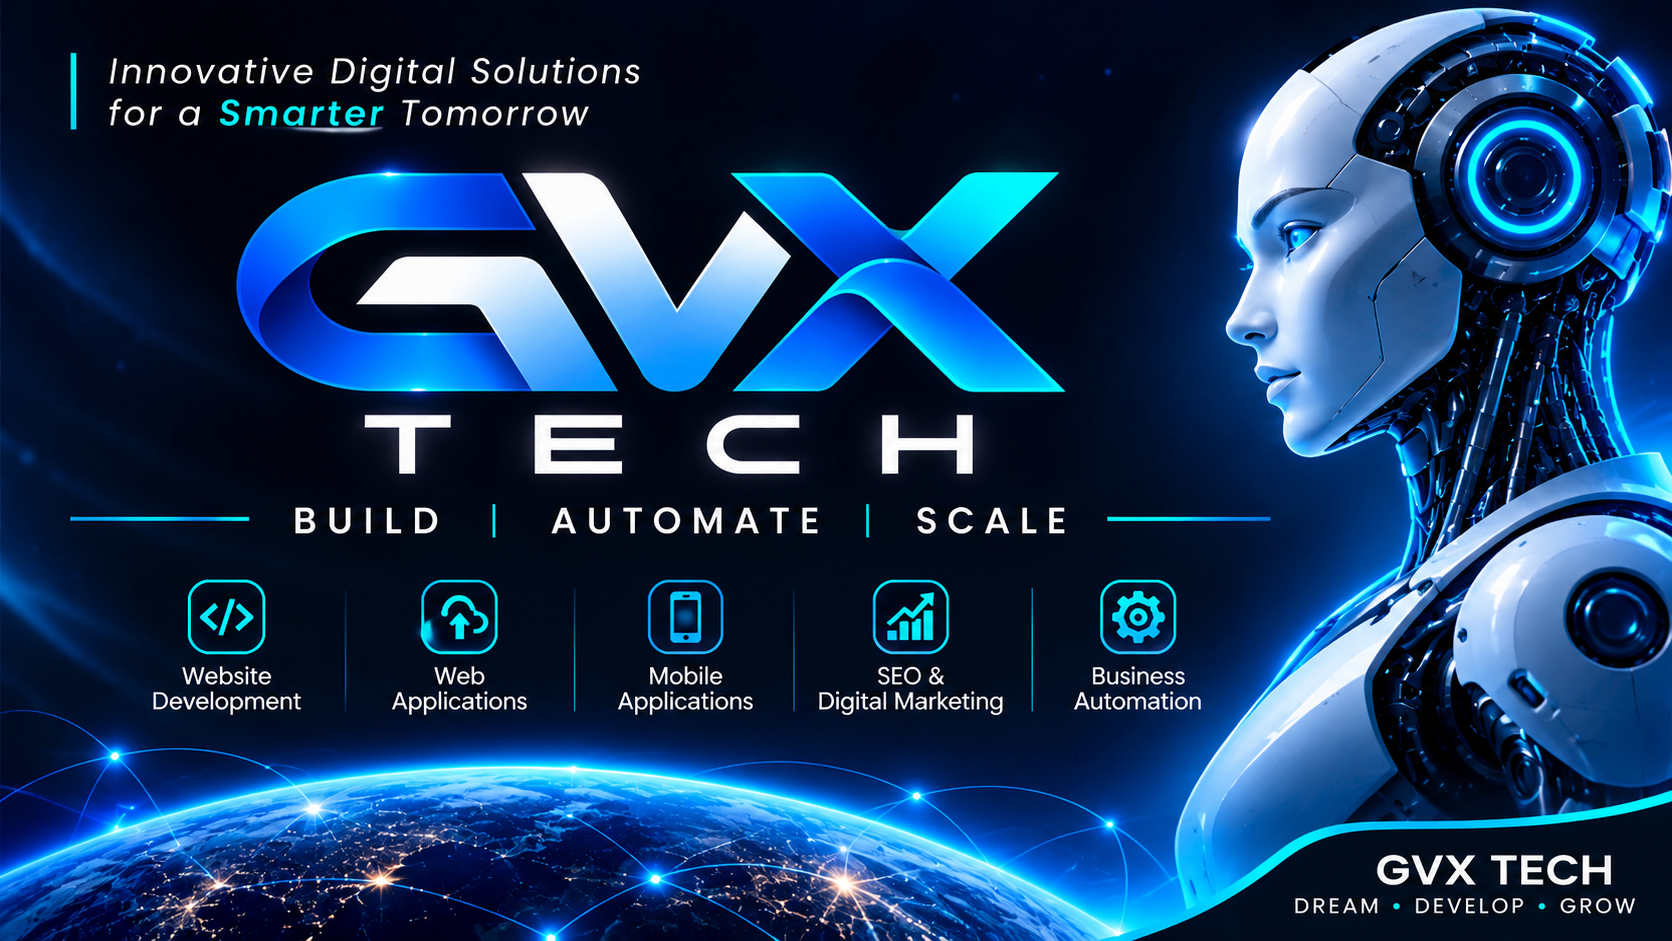 Innovative Digital Solutions
for a Smarter Tomorrow
GVX
TECH
BUILD | AUTOMATE | SCALE
Website
Development
Web
Applications
Mobile
Applications
SEO &
Digital Marketing
Business
Automation
GVX TECH
DREAM • DEVELOP • GROW